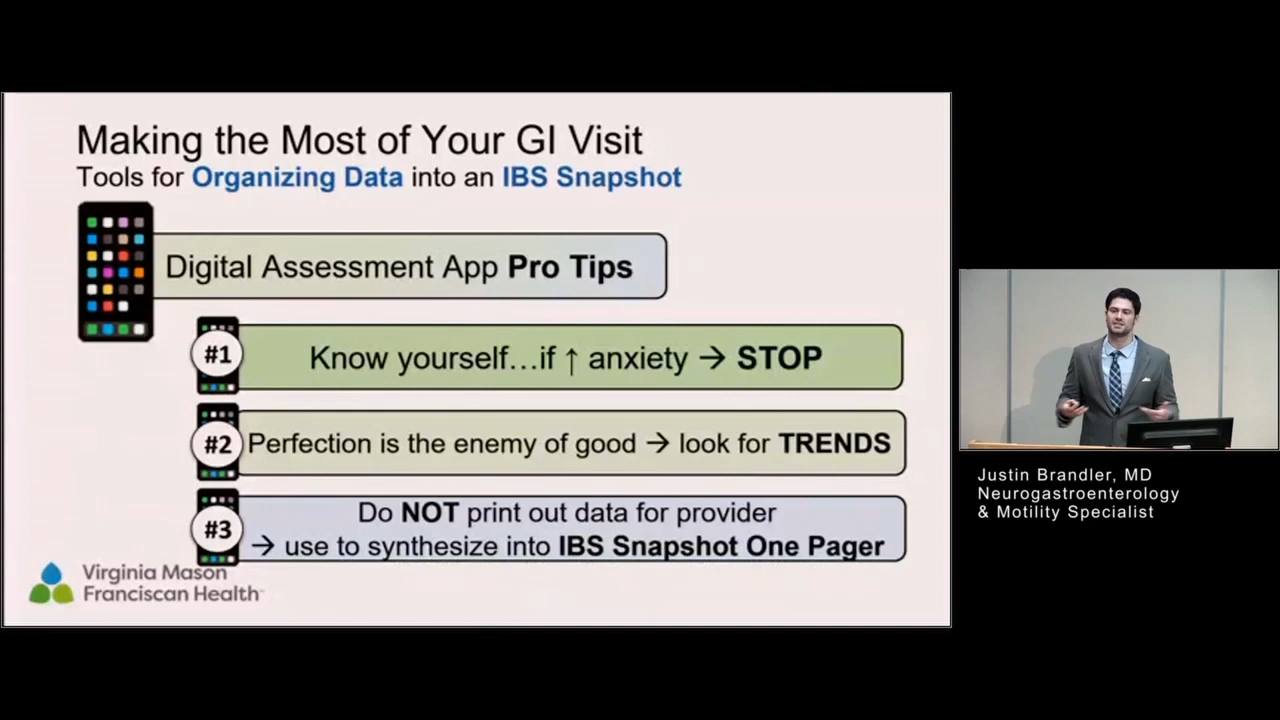 Making the Most of Your GI Visit
Tools for Organizing Data into an IBS Snapshot
Digital Assessment App Pro Tips
#1
Know yourself…if ↑ anxiety → STOP
#2
Perfection is the enemy of good → look for TRENDS
#3
Do NOT print out data for provider
→ use to synthesize into IBS Snapshot One Pager
Virginia Mason
Franciscan Health
Justin Brandler, MD
Neurogastroenterology
& Motility Specialist